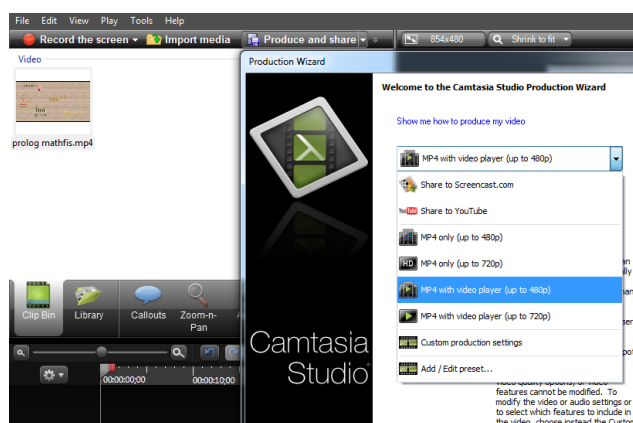 File Edit View Play Tools Help
Record the screen Import media Produce and share 854x480 Shrink to fit
Video
prolog mathfis.mp4
Production Wizard
Welcome to the Camtasia Studio Production Wizard
Show me how to produce my video
MP4 with video player (up to 480p)
Share to Screencast.com
Share to YouTube
MP4 only (up to 480p)
HD MP4 only (up to 720p)
MP4 with video player (up to 480p)
MP4 with video player (up to 720p)
Custom production settings
Add / Edit preset...
features cannot be modified. To
modify the video or audio settings or
to select which features to include in
the video, choose instead the
Clip Bin Library Callouts Zoom-n-Pan
00:00:00;00 00:00:10;00
Camtasia
Studio